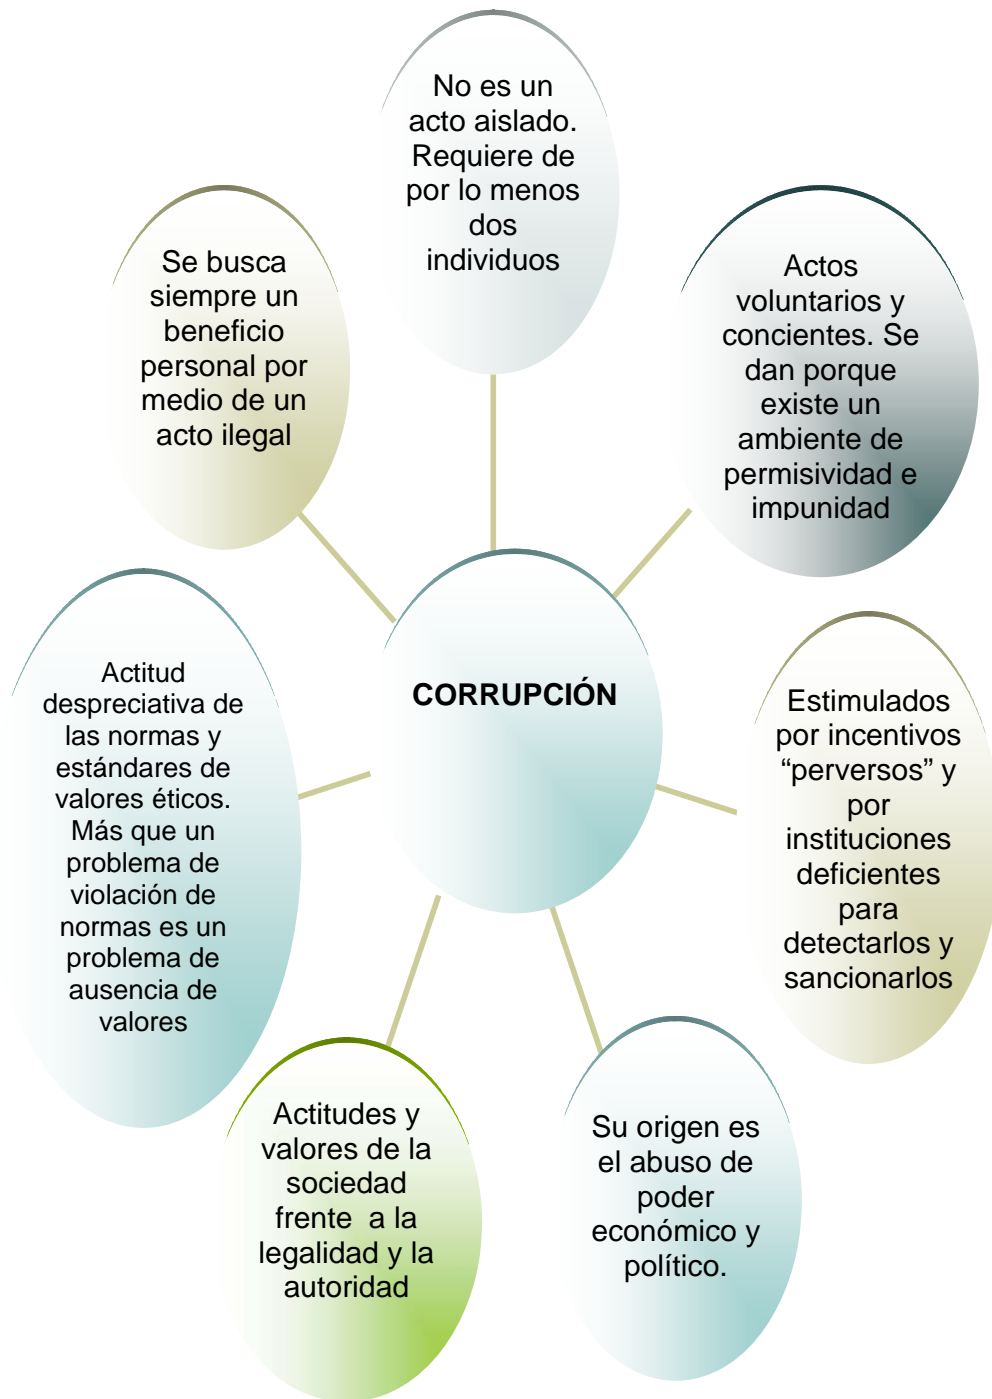 No es un
acto aislado.
Requiere de
por lo menos
dos
individuos
Se busca
siempre un
beneficio
personal por
medio de un
acto ilegal
Actos
voluntarios y
concientes. Se
dan porque
existe un
ambiente de
permisividad e
impunidad
CORRUPCIÓN
Actitud
despreciativa de
las normas y
estándares de
valores éticos.
Más que un
problema de
violación de
normas es un
problema de
ausencia de
valores
Estimulados
por incentivos
“perversos” y
por
instituciones
deficientes
para
detectarlos y
sancionarlos
Actitudes y
valores de la
sociedad
frente  a la
legalidad y la
autoridad
Su origen es
el abuso de
poder
económico y
político.